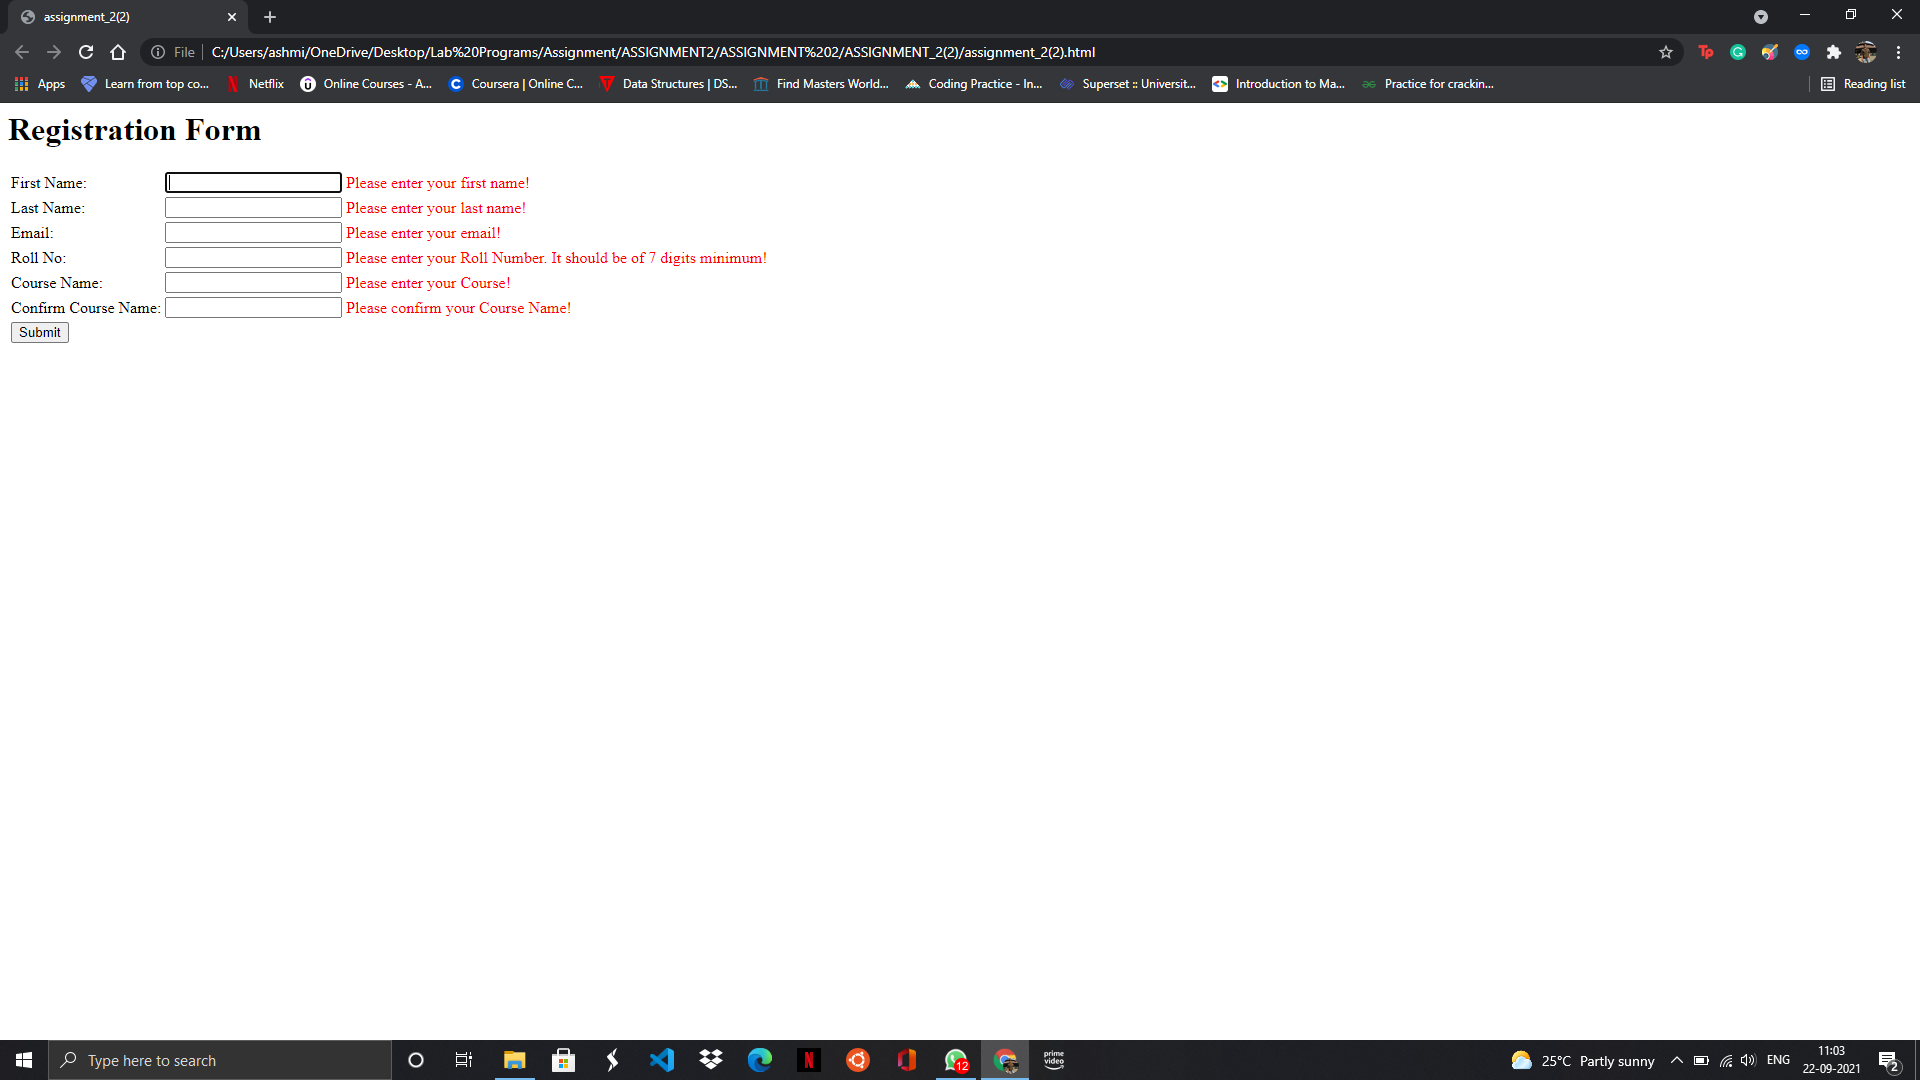 assignment_2(2)
File C:/Users/ashmi/OneDrive/Desktop/Lab%20Programs/Assignment/ASSIGNMENT2/ASSIGNMENT%202/ASSIGNMENT_2(2)/assignment_2(2).html Tp G
Apps Learn from top co... Netflix Online Courses - A... Coursera | Online C... Data Structures | DS... Find Masters World... Coding Practice - In... Superset :: Universit... Introduction to Ma... Practice for crackin... Reading list
Registration Form
First Name: Please enter your first name!
Last Name: Please enter your last name!
Email: Please enter your email!
Roll No: Please enter your Roll Number. It should be of 7 digits minimum!
Course Name: Please enter your Course!
Confirm Course Name: Please confirm your Course Name!
Submit
Type here to search N 12 prime video 25°C Partly sunny ENG 11:03 2
22-09-2021